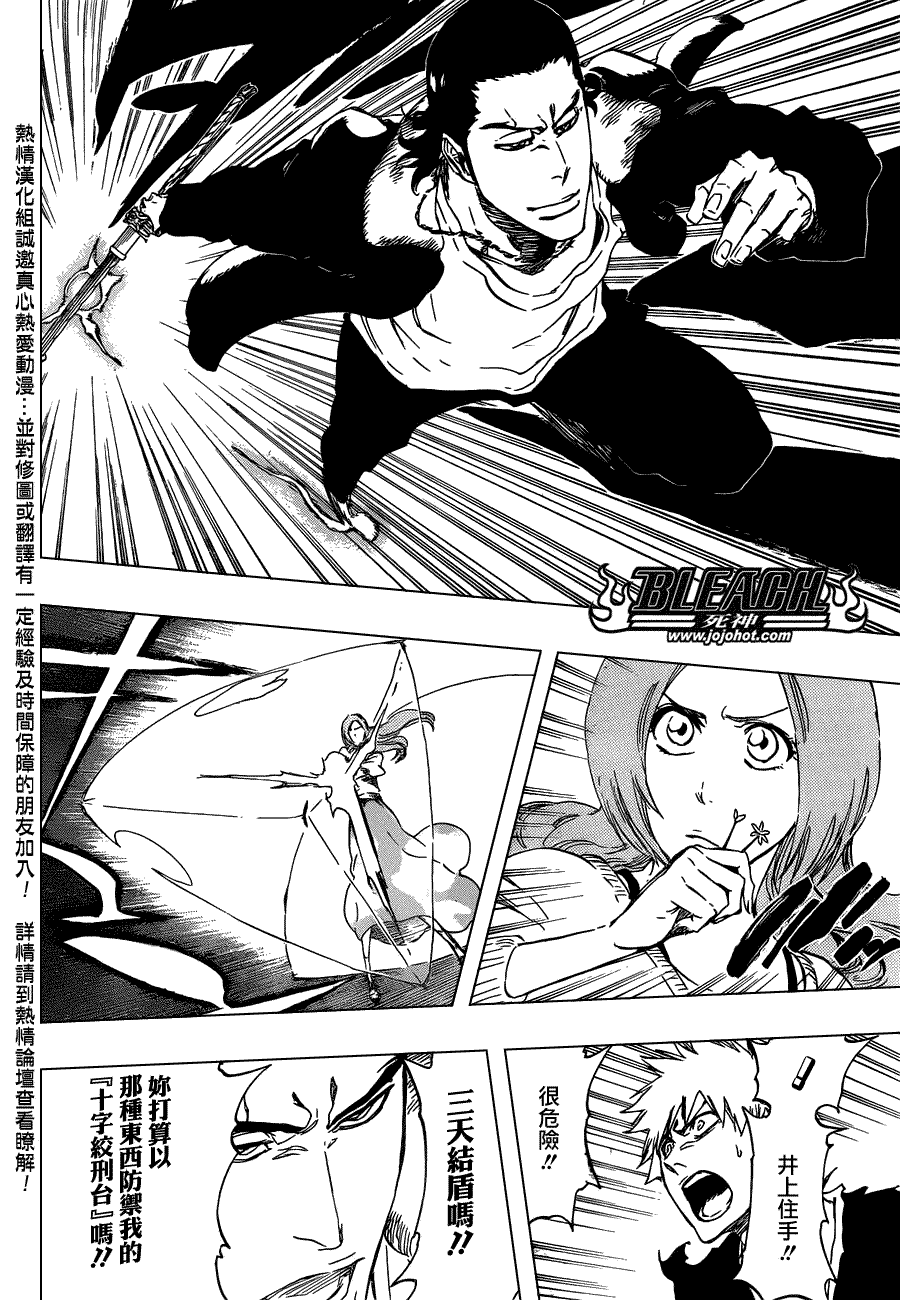 熱情漢化組誠邀真心熱愛動漫…並對修圖或翻譯有一定經驗及時間保障的朋友加入！ 詳情請到熱情論壇查看瞭解！
BLEACH
死神
www.jojohot.com
！
井上住手!!
很危險!!
三天結盾嗎!!
妳打算以
那種東西防禦我的
『十字絞刑台』嗎!!